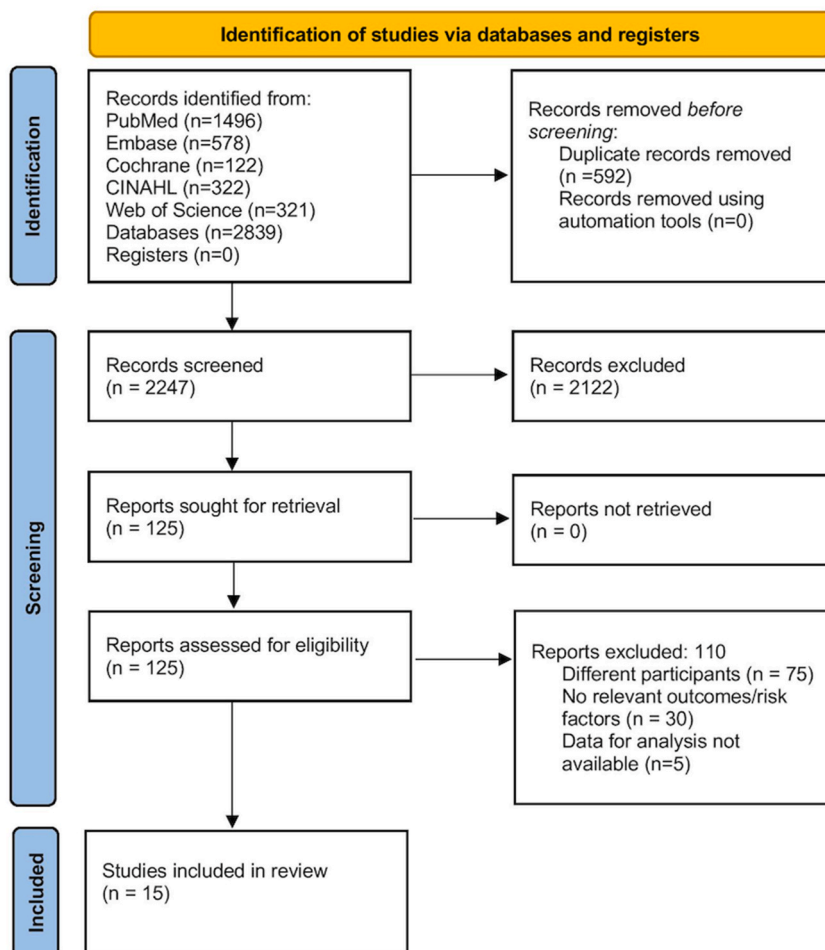 Identification of studies via databases and registers
Identification
Records identified from:
PubMed (n=1496)
Embase (n=578)
Cochrane (n=122)
CINAHL (n=322)
Web of Science (n=321)
Databases (n=2839)
Registers (n=0)
Records removed before
screening:
Duplicate records removed
(n =592)
Records removed using
automation tools (n=0)
Screening
Records screened
(n = 2247)
Records excluded
(n = 2122)
Reports sought for retrieval
(n = 125)
Reports not retrieved
(n = 0)
Reports assessed for eligibility
(n = 125)
Reports excluded: 110
Different participants (n = 75)
No relevant outcomes/risk
factors (n = 30)
Data for analysis not
available (n=5)
Included
Studies included in review
(n = 15)